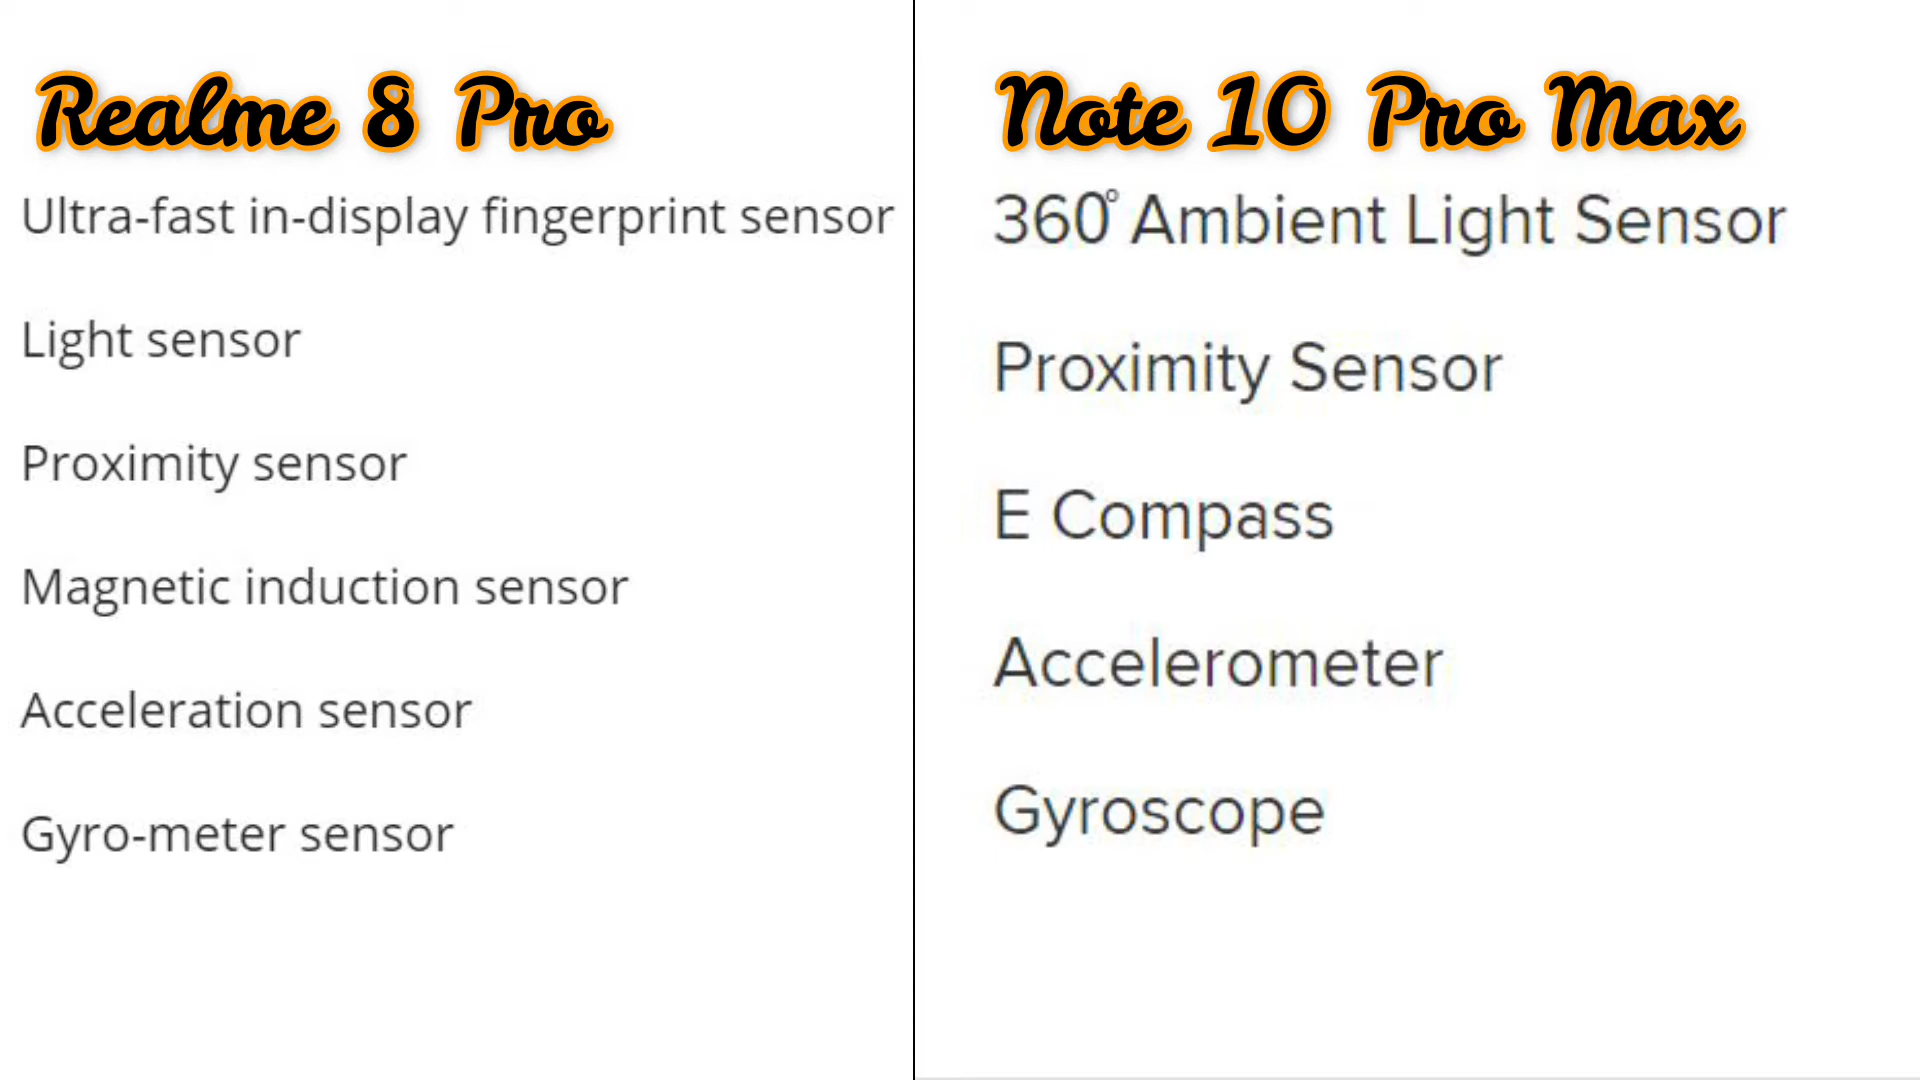 Realme 8 Pro
Ultra-fast in-display fingerprint sensor
Light sensor
Proximity sensor
Magnetic induction sensor
Acceleration sensor
Gyro-meter sensor
Note 10 Pro Max
360° Ambient Light Sensor
Proximity Sensor
E Compass
Accelerometer
Gyroscope